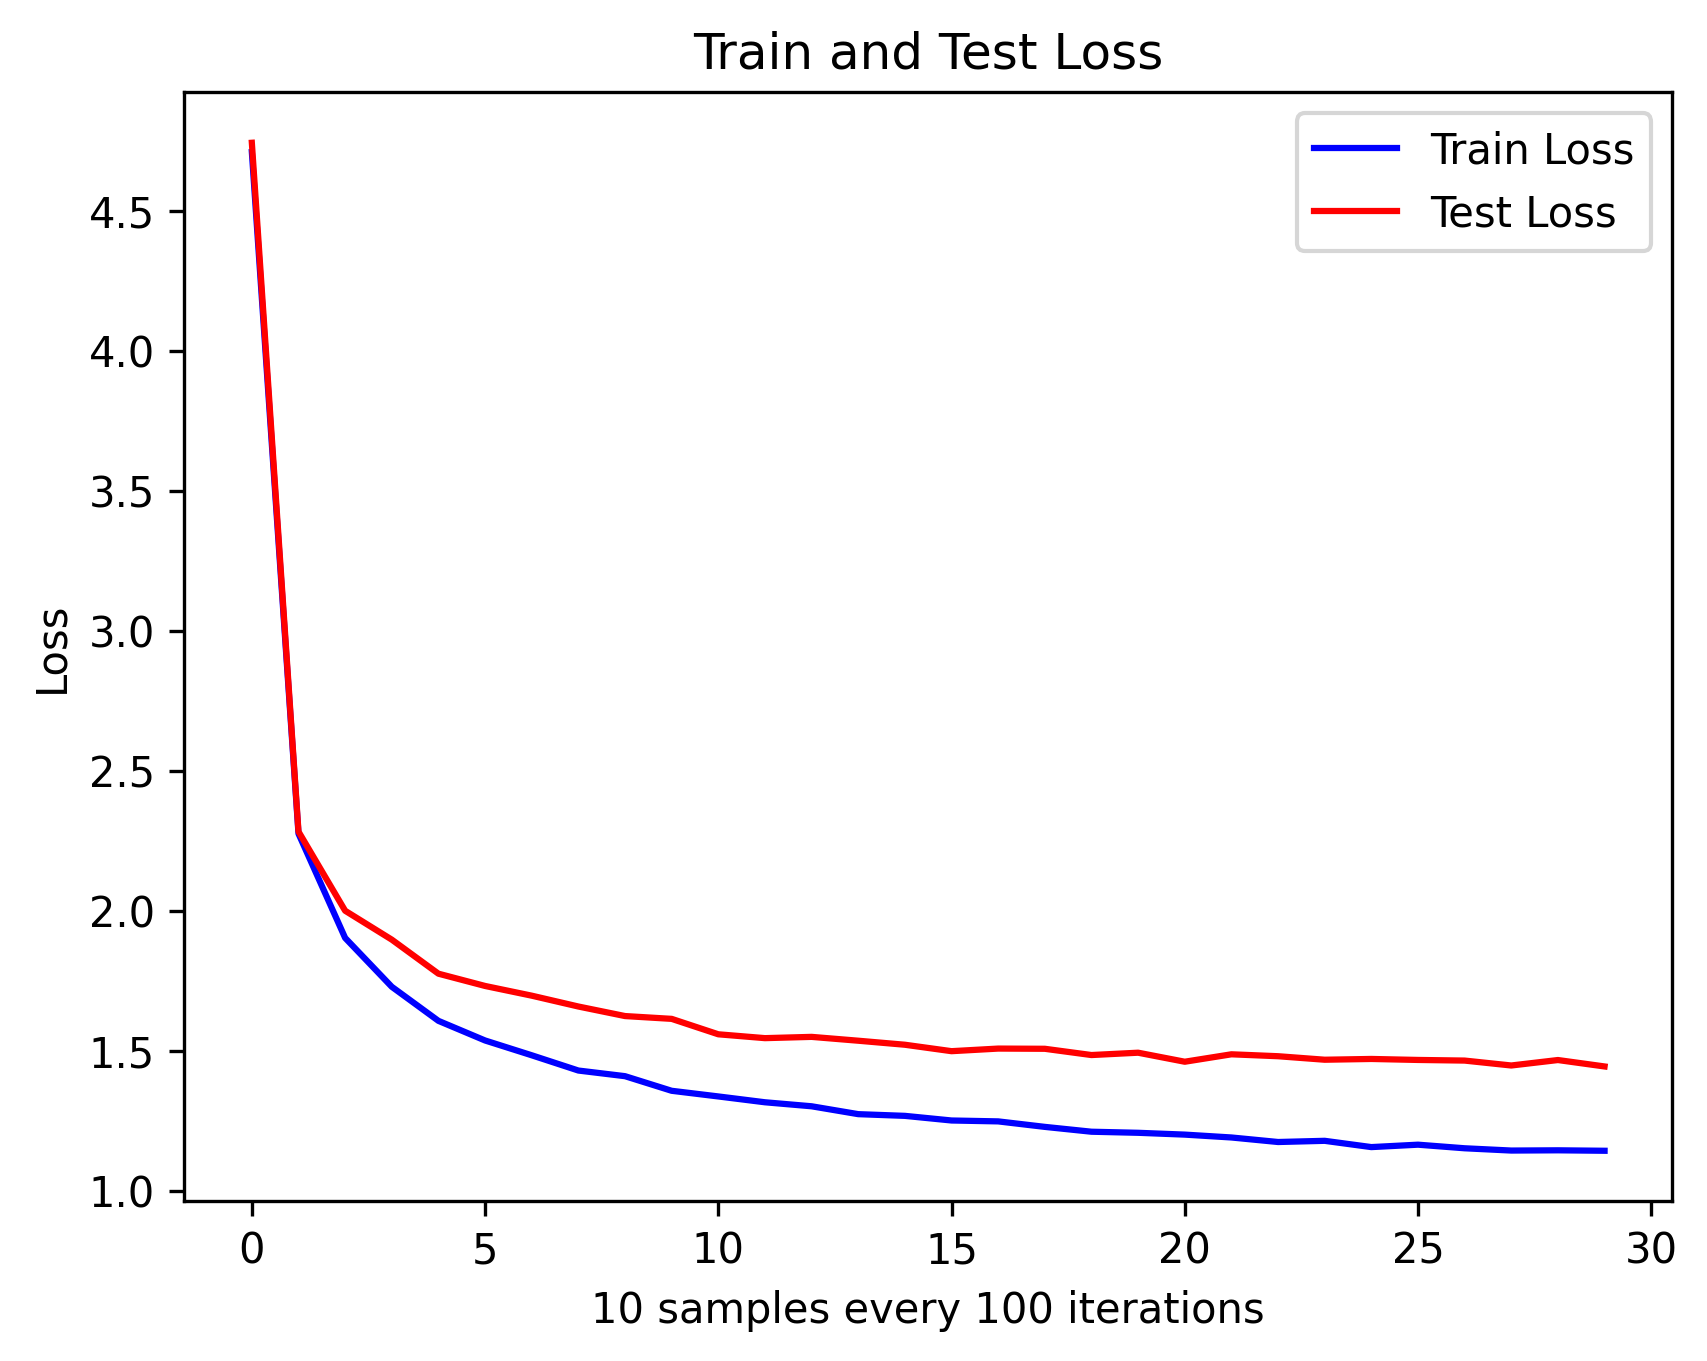 Train and Test Loss
Train Loss
Test Loss
4.5
4.0
3.5
3.0
2.5
2.0
1.5
1.0
Loss
0 5 10 15 20 25 30
10 samples every 100 iterations